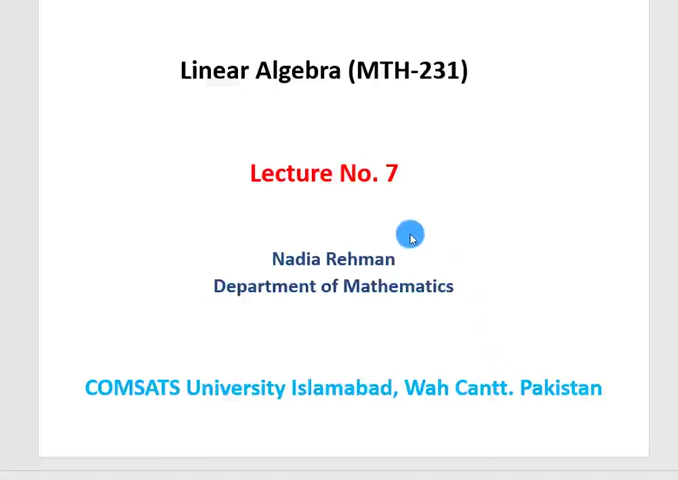 Linear Algebra (MTH-231)
Lecture No. 7
Nadia Rehman
Department of Mathematics
COMSATS University Islamabad, Wah Cantt. Pakistan